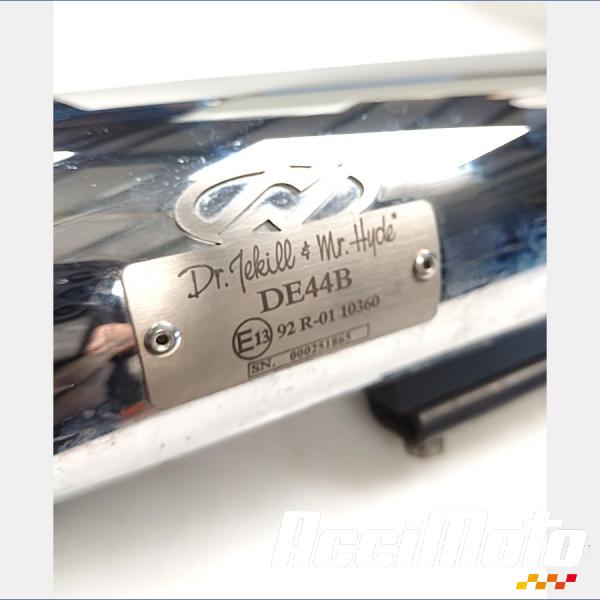 Dr. Jekill & Mr. Hyde®
DE44B
E13 92 R-01 10360
SN. 000251865
AcciMoto